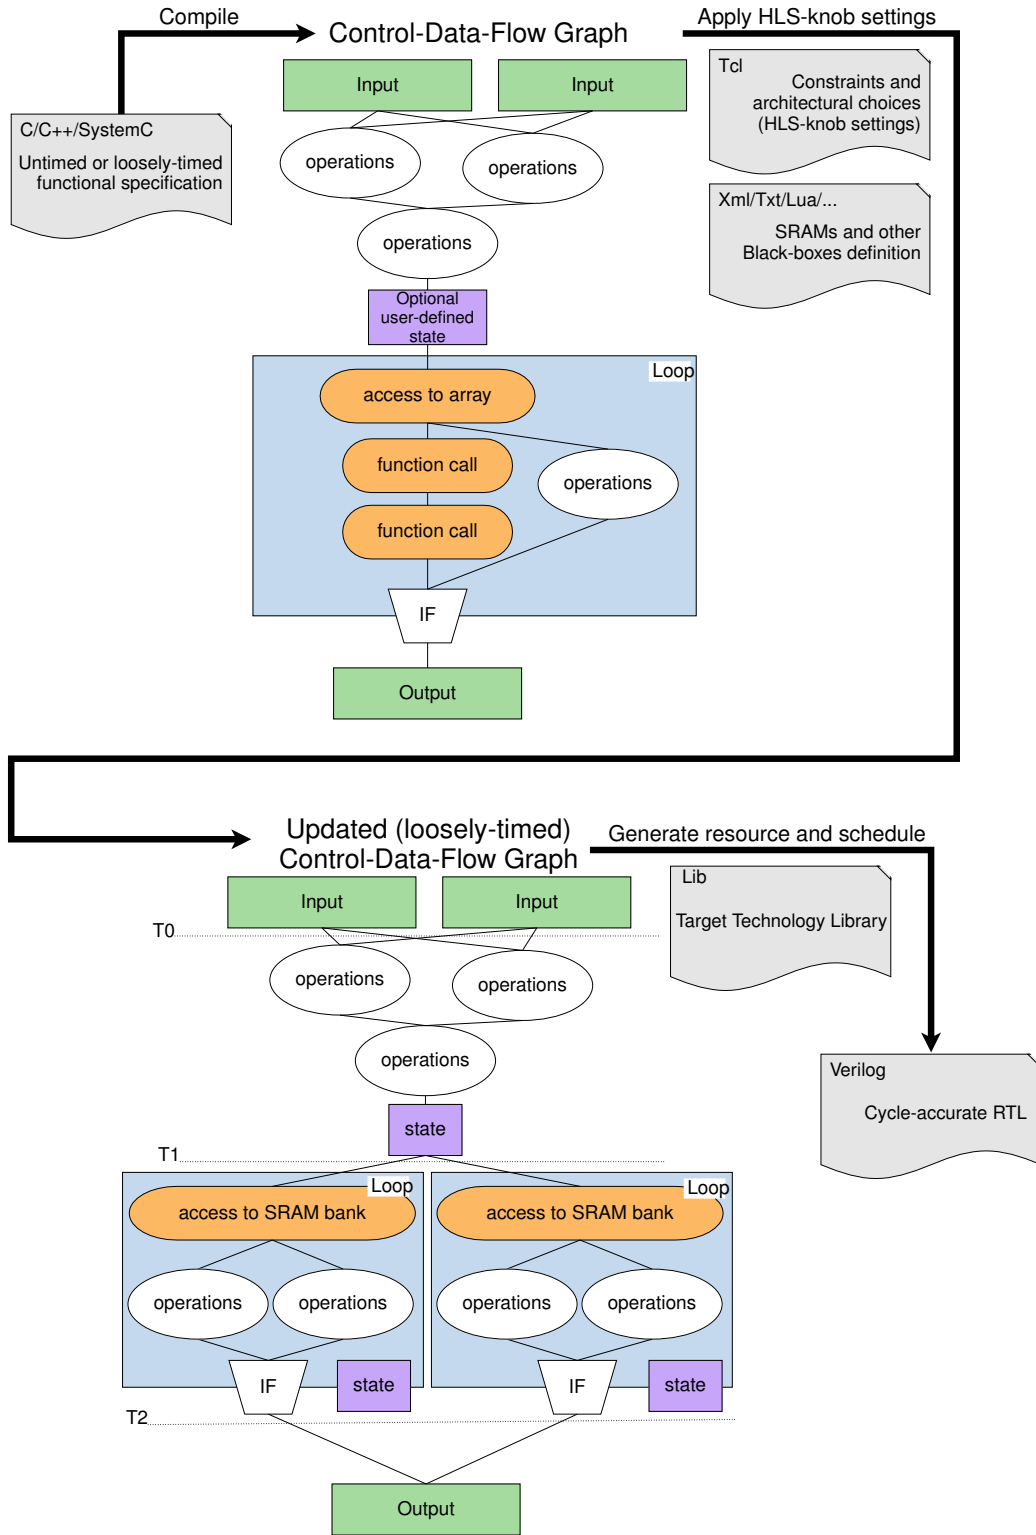 Compile
Control-Data-Flow Graph
Apply HLS-knob settings
C/C++/SystemC
Untimed or loosely-timed
functional specification
Input
Input
Tcl
Constraints and
architectural choices
(HLS-knob settings)
operations
operations
Xml/Txt/Lua/...
SRAMs and other
Black-boxes definition
operations
Optional
user-defined
state
Loop
access to array
function call
operations
function call
IF
Output
Updated (loosely-timed)
Control-Data-Flow Graph
Generate resource and schedule
Lib
Target Technology Library
Input
Input
T0
operations
operations
operations
Verilog
Cycle-accurate RTL
state
T1
Loop
Loop
access to SRAM bank
access to SRAM bank
operations
operations
operations
operations
IF
state
IF
state
T2
Output